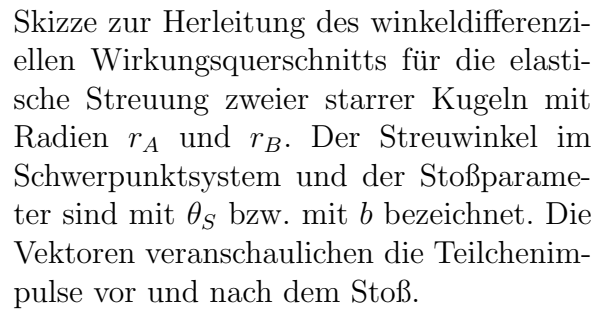 Skizze zur Herleitung des winkeldifferenzi-
ellen Wirkungsquerschnitts für die elasti-
sche Streuung zweier starrer Kugeln mit
Radien r_A und r_B. Der Streuwinkel im
Schwerpunktsystem und der Stoßparame-
ter sind mit θ_S bzw. mit b bezeichnet. Die
Vektoren veranschaulichen die Teilchenim-
pulse vor und nach dem Stoß.